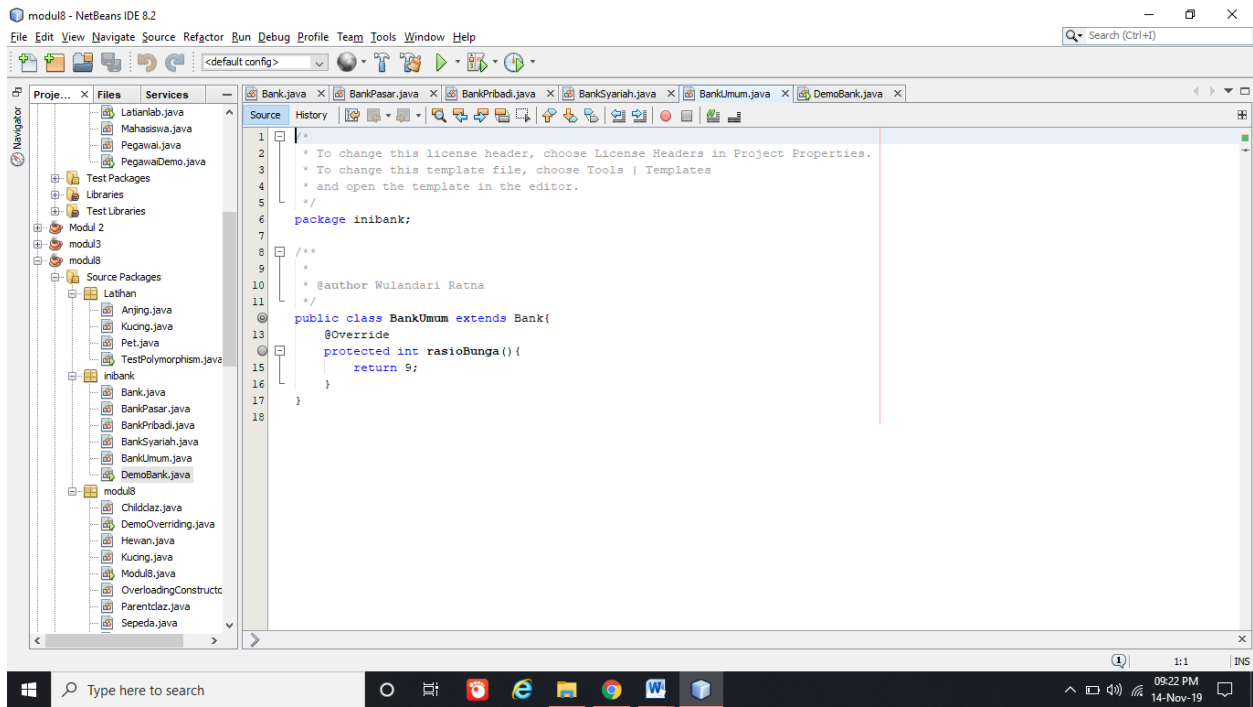 modul8 - NetBeans IDE 8.2
File Edit View Navigate Source Refactor Run Debug Profile Team Tools Window Help
Search (Ctrl+I)
<default config>
Proje... Files Services
Bank.java BankPasar.java BankPribadi.java BankSyariah.java BankUmum.java DemoBank.java
Navigator
Source History
Latianlab.java
Mahasiswa.java
Pegawai.java
PegawaiDemo.java
Test Packages
Libraries
Test Libraries
Modul 2
modul3
modul8
Source Packages
Latihan
Anjing.java
Kucing.java
Pet.java
TestPolymorphism.java
inibank
Bank.java
BankPasar.java
BankPribadi.java
BankSyariah.java
BankUmum.java
DemoBank.java
modul8
Childclaz.java
DemoOverriding.java
Hewan.java
Kucing.java
Modul8.java
OverloadingConstructo
Parentclaz.java
Sepeda.java
1 /*
2 * To change this license header, choose License Headers in Project Properties.
3 * To change this template file, choose Tools | Templates
4 * and open the template in the editor.
5 */
6 package inibank;
7
8 /**
9 *
10 * @author Wulandari Ratna
11 */
public class BankUmum extends Bank{
13 @Override
protected int rasioBunga(){
15 return 9;
16 }
17 }
18
1 1:1 INS
Type here to search
09:22 PM
14-Nov-19